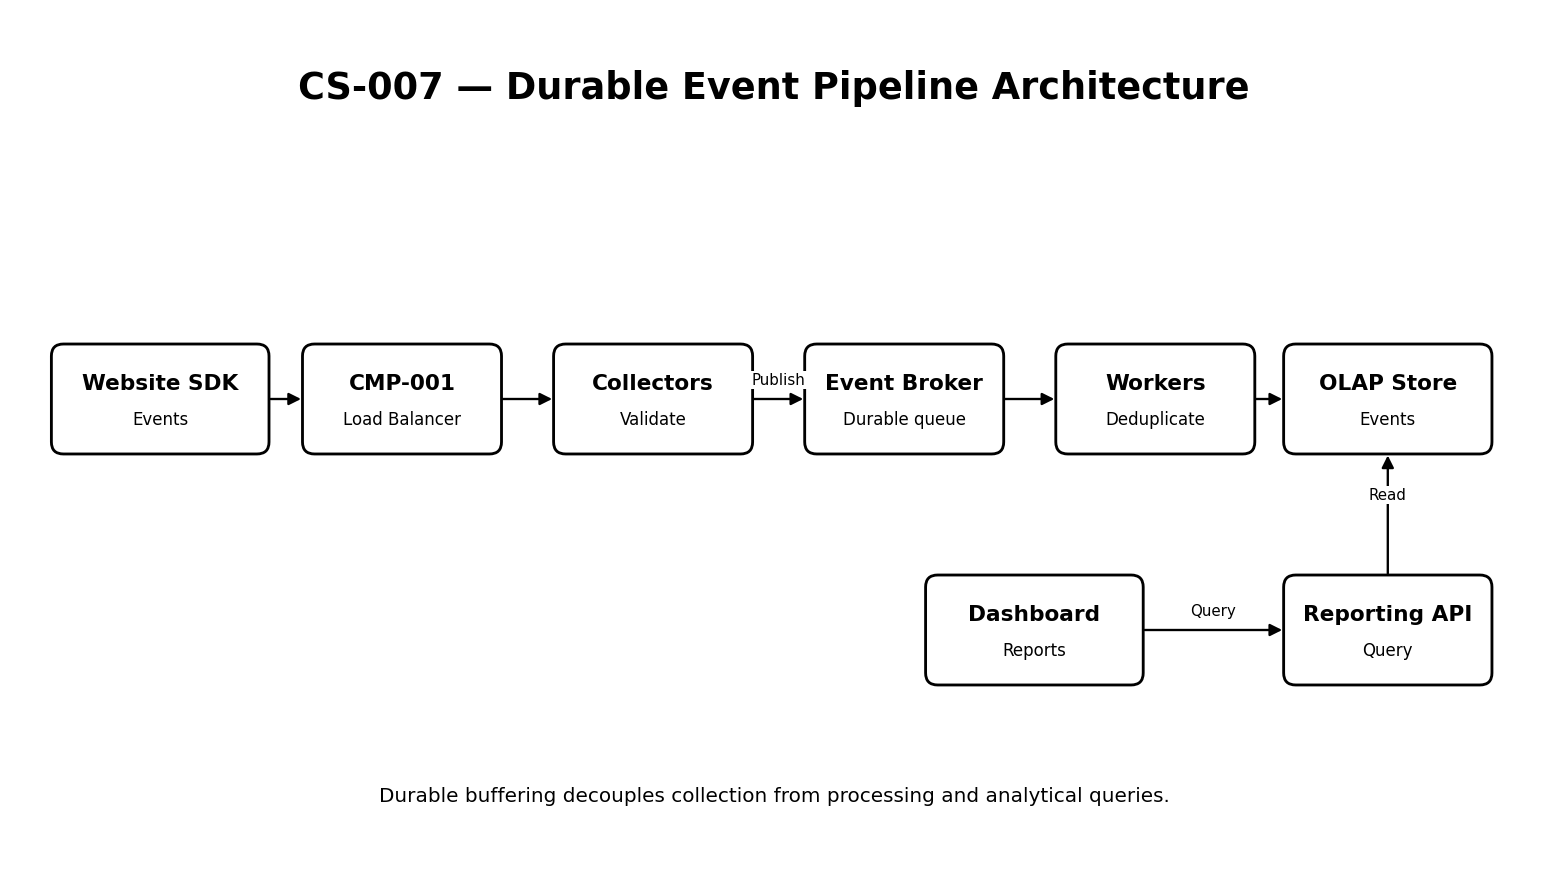 CS-007 — Durable Event Pipeline Architecture
Website SDK
Events
CMP-001
Load Balancer
Collectors
Validate
Publish
Event Broker
Durable queue
Workers
Deduplicate
OLAP Store
Events
Read
Dashboard
Reports
Query
Reporting API
Query
Durable buffering decouples collection from processing and analytical queries.